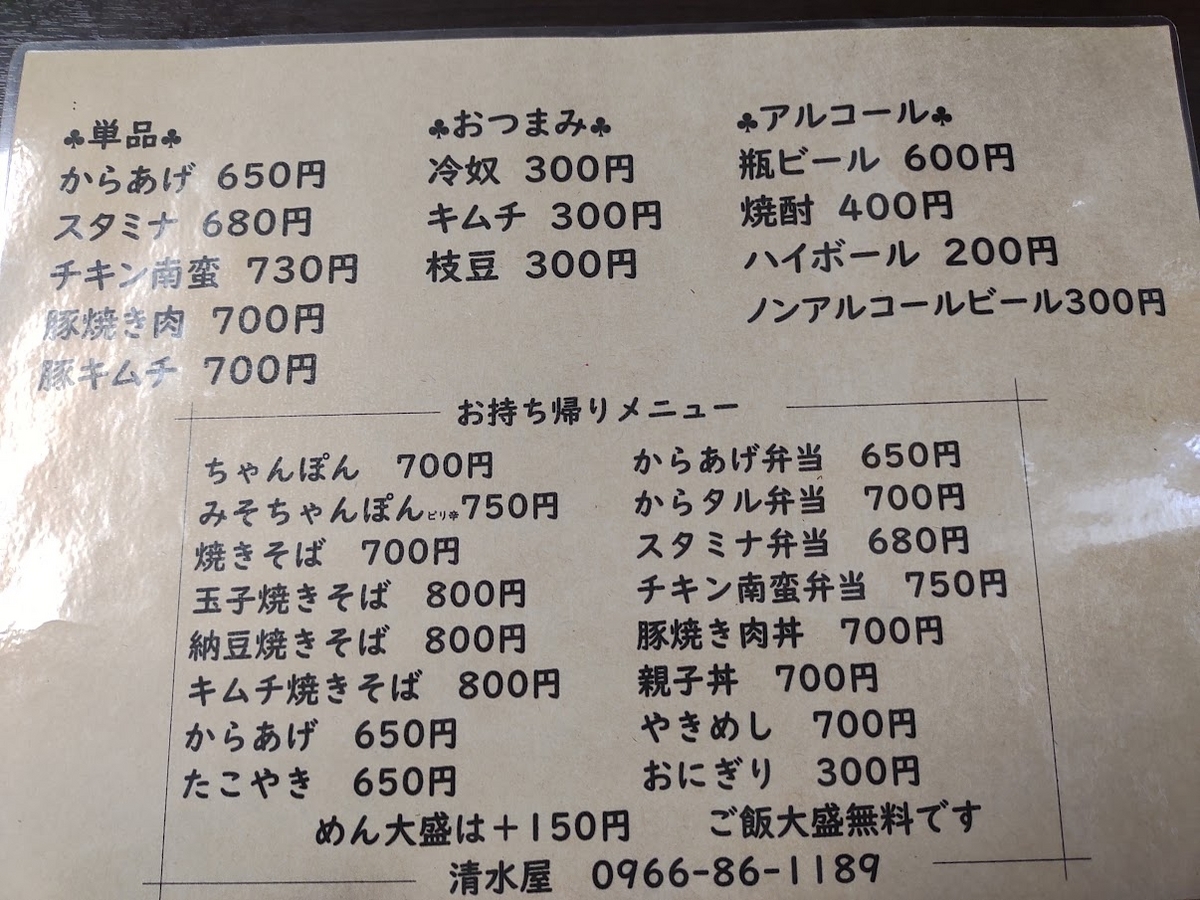 ♣単品♣
からあげ 650円
スタミナ 680円
チキン南蛮 730円
豚焼き肉 700円
豚キムチ 700円
♣おつまみ♣
冷奴 300円
キムチ 300円
枝豆 300円
♣アルコール♣
瓶ビール 600円
焼酎 400円
ハイボール 200円
ノンアルコールビール300円
お持ち帰りメニュー
ちゃんぽん 700円
みそちゃんぽんピリ辛750円
焼きそば 700円
玉子焼きそば 800円
納豆焼きそば 800円
キムチ焼きそば 800円
からあげ 650円
たこやき 650円
からあげ弁当 650円
からタル弁当 700円
スタミナ弁当 680円
チキン南蛮弁当 750円
豚焼き肉丼 700円
親子丼 700円
やきめし 700円
おにぎり 300円
めん大盛は+150円 ご飯大盛無料です
清水屋 0966-86-1189